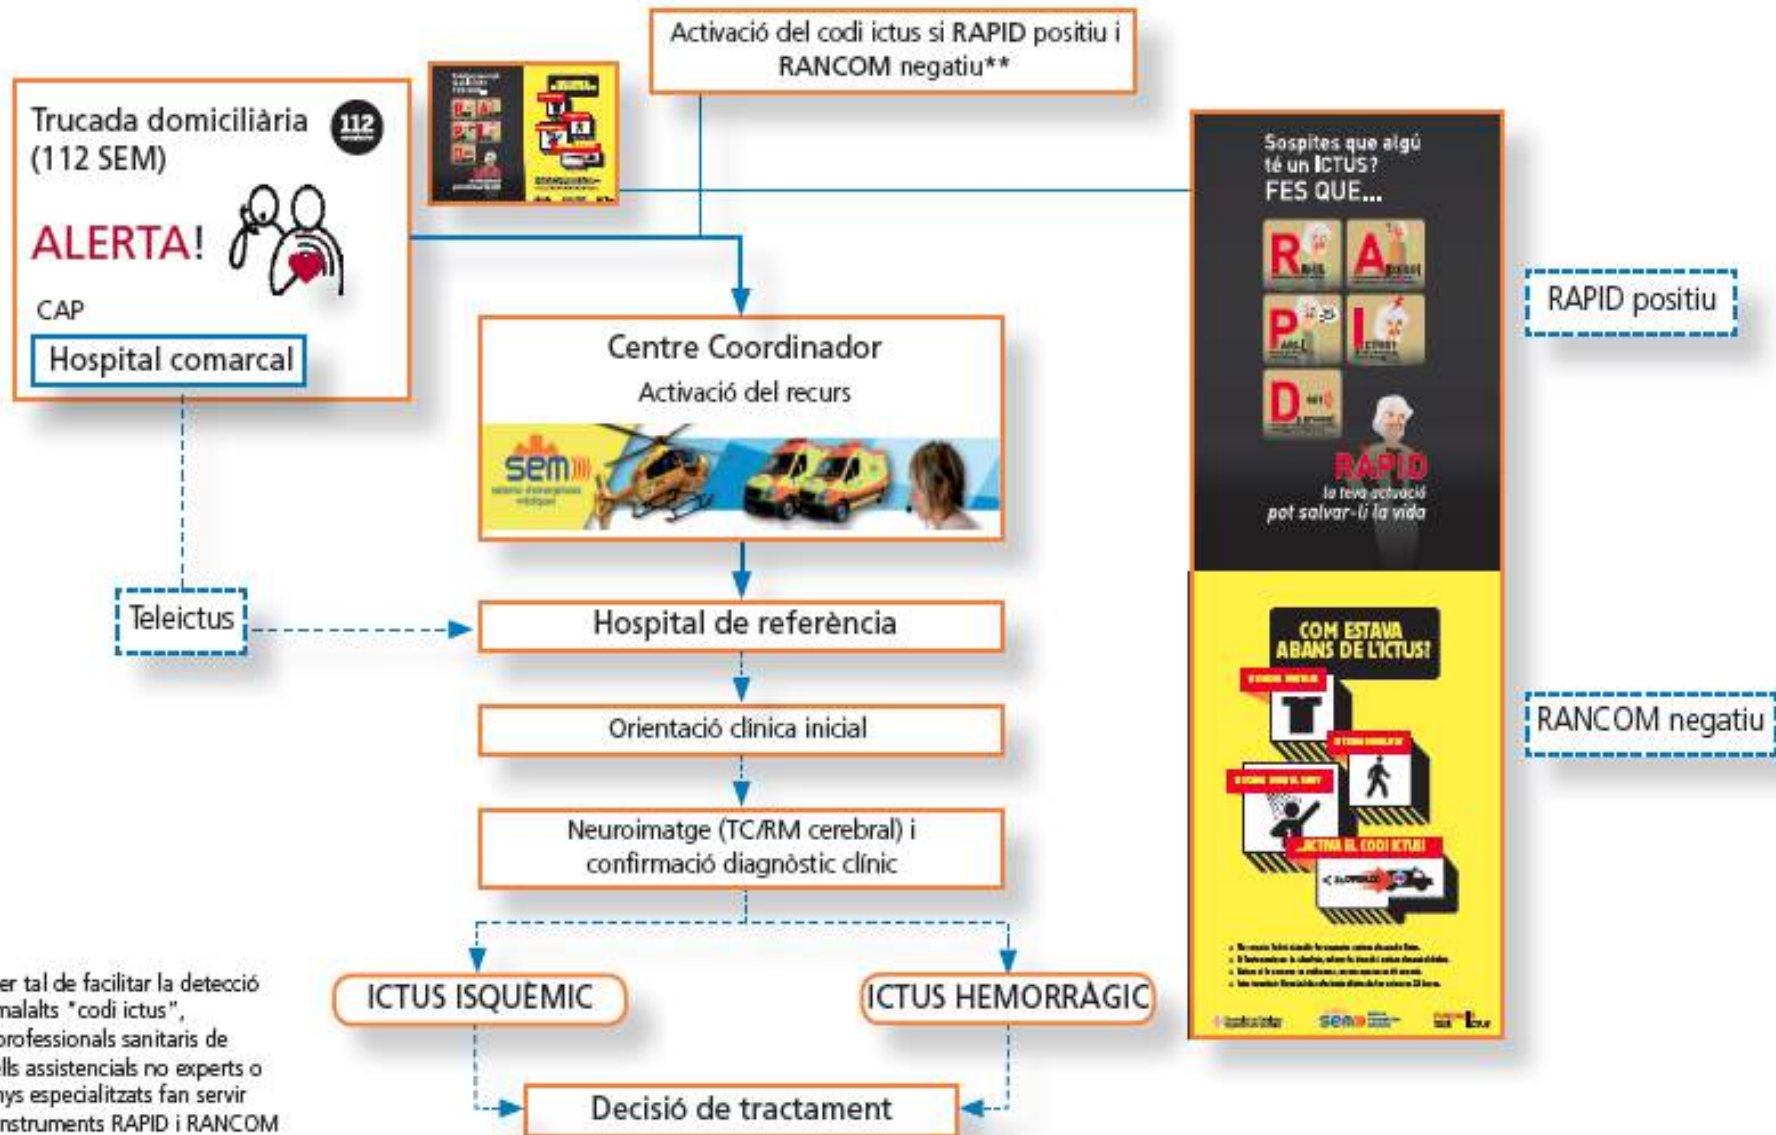 Activació del codi ictus si RAPID positiu i
RANCOM negatiu**
Trucada domiciliària
(112 SEM)
112
ALERTA!
CAP
Hospital comarcal
Centre Coordinador
Activació del recurs
sem
Teleictus
Hospital de referència
Orientació clínica inicial
Neuroimatge (TC/RM cerebral) i
confirmació diagnòstic clínic
ICTUS ISQUÈMIC
ICTUS HEMORRÀGIC
Decisió de tractament
er tal de facilitar la detecció
malalts "codi ictus",
professionals sanitaris de
ells assistencials no experts o
nys especialitzats fan servir
instruments RAPID i RANCOM
Sospites que algú
té un ICTUS?
FES QUE...
R
A
P
I
D
RÀPID
la teva actuació
pot salvar-li la vida
COM ESTAVA
ABANS DE L'ICTUS?
...ACTIVA EL CODI ICTUS!
sem
RAPID positiu
RANCOM negatiu